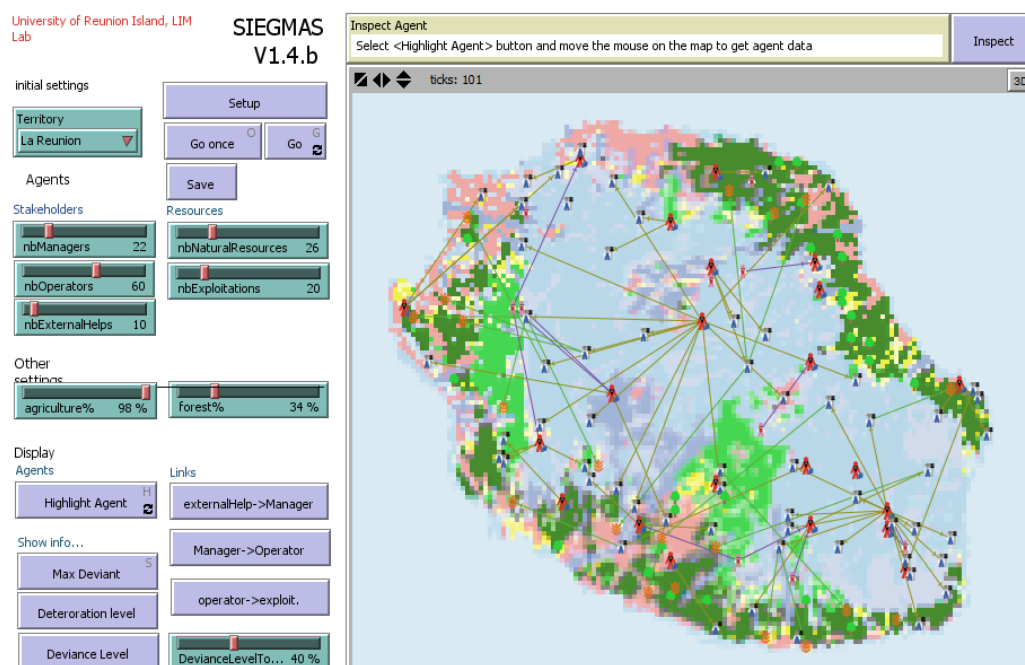 University of Reunion Island, LIM
Lab
SIEGMAS
V1.4.b
Inspect Agent
Select <Highlight Agent> button and move the mouse on the map to get agent data
Inspect
ticks: 101
3D
initial settings
Territory
La Reunion
Setup
Go once
O
Go
G
Save
Agents
Stakeholders
Resources
nbManagers 22
nbNaturalResources 26
nbOperators 60
nbExploitations 20
nbExternalHelps 10
Other
settings
agriculture% 98 %
forest% 34 %
Display
Agents
Links
Highlight Agent
H
externalHelp->Manager
Show info...
Manager->Operator
Max Deviant
S
operator->exploit.
Deteroration level
Deviance Level
DevianceLevelTo... 40 %